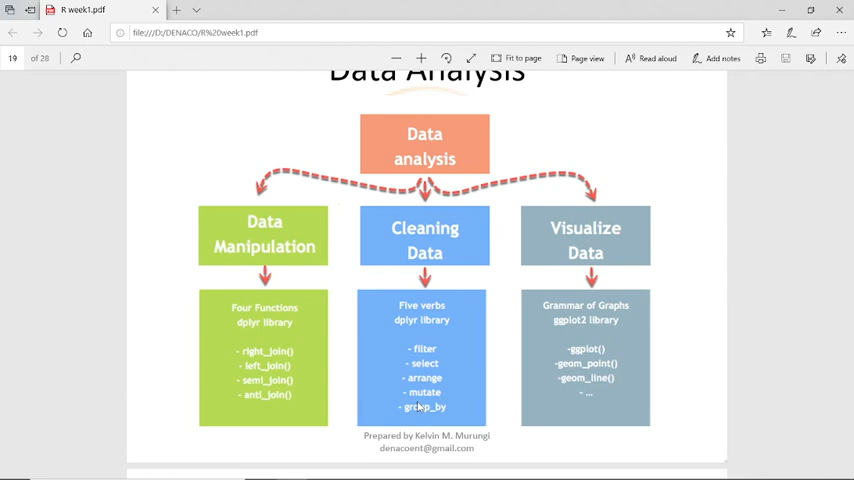 R week1.pdf
file:///D:/DENACO/R%20week1.pdf
19 of 28
Fit to page
Page view
Read aloud
Add notes
Data Analysis
Data
analysis
Data
Manipulation
Cleaning
Data
Visualize
Data
Four Functions
dplyr library
- right_join()
- left_join()
- semi_join()
- anti_join()
Five verbs
dplyr library
- filter
- select
- arrange
- mutate
- group_by
Grammar of Graphs
ggplot2 library
-ggplot()
-geom_point()
-geom_line()
- ...
Prepared by Kelvin M. Murungi
denacoent@gmail.com